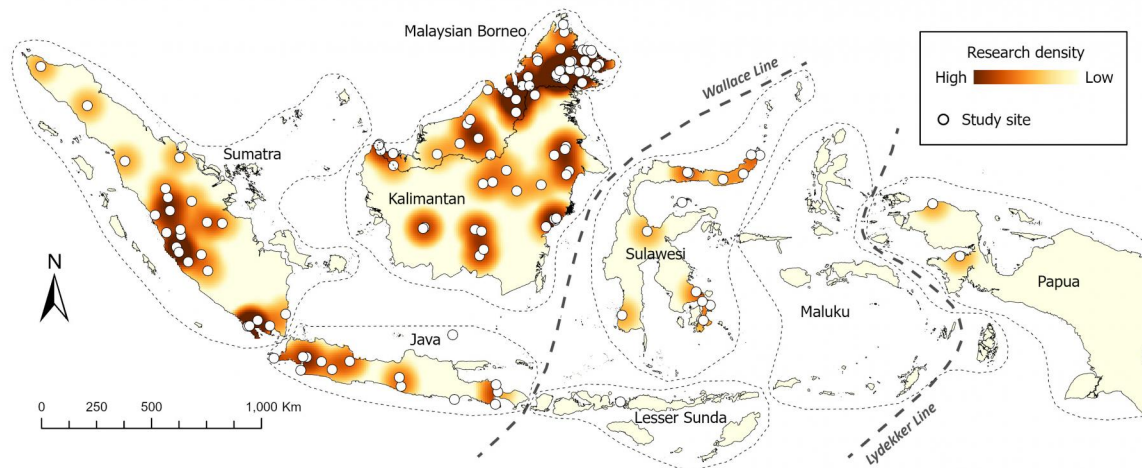 Malaysian Borneo
Wallace Line
Research density
High
Low
Study site
Sumatra
Kalimantan
Sulawesi
N
Papua
Maluku
Java
0 250 500 1,000 Km
Lesser Sunda
Lydekker Line